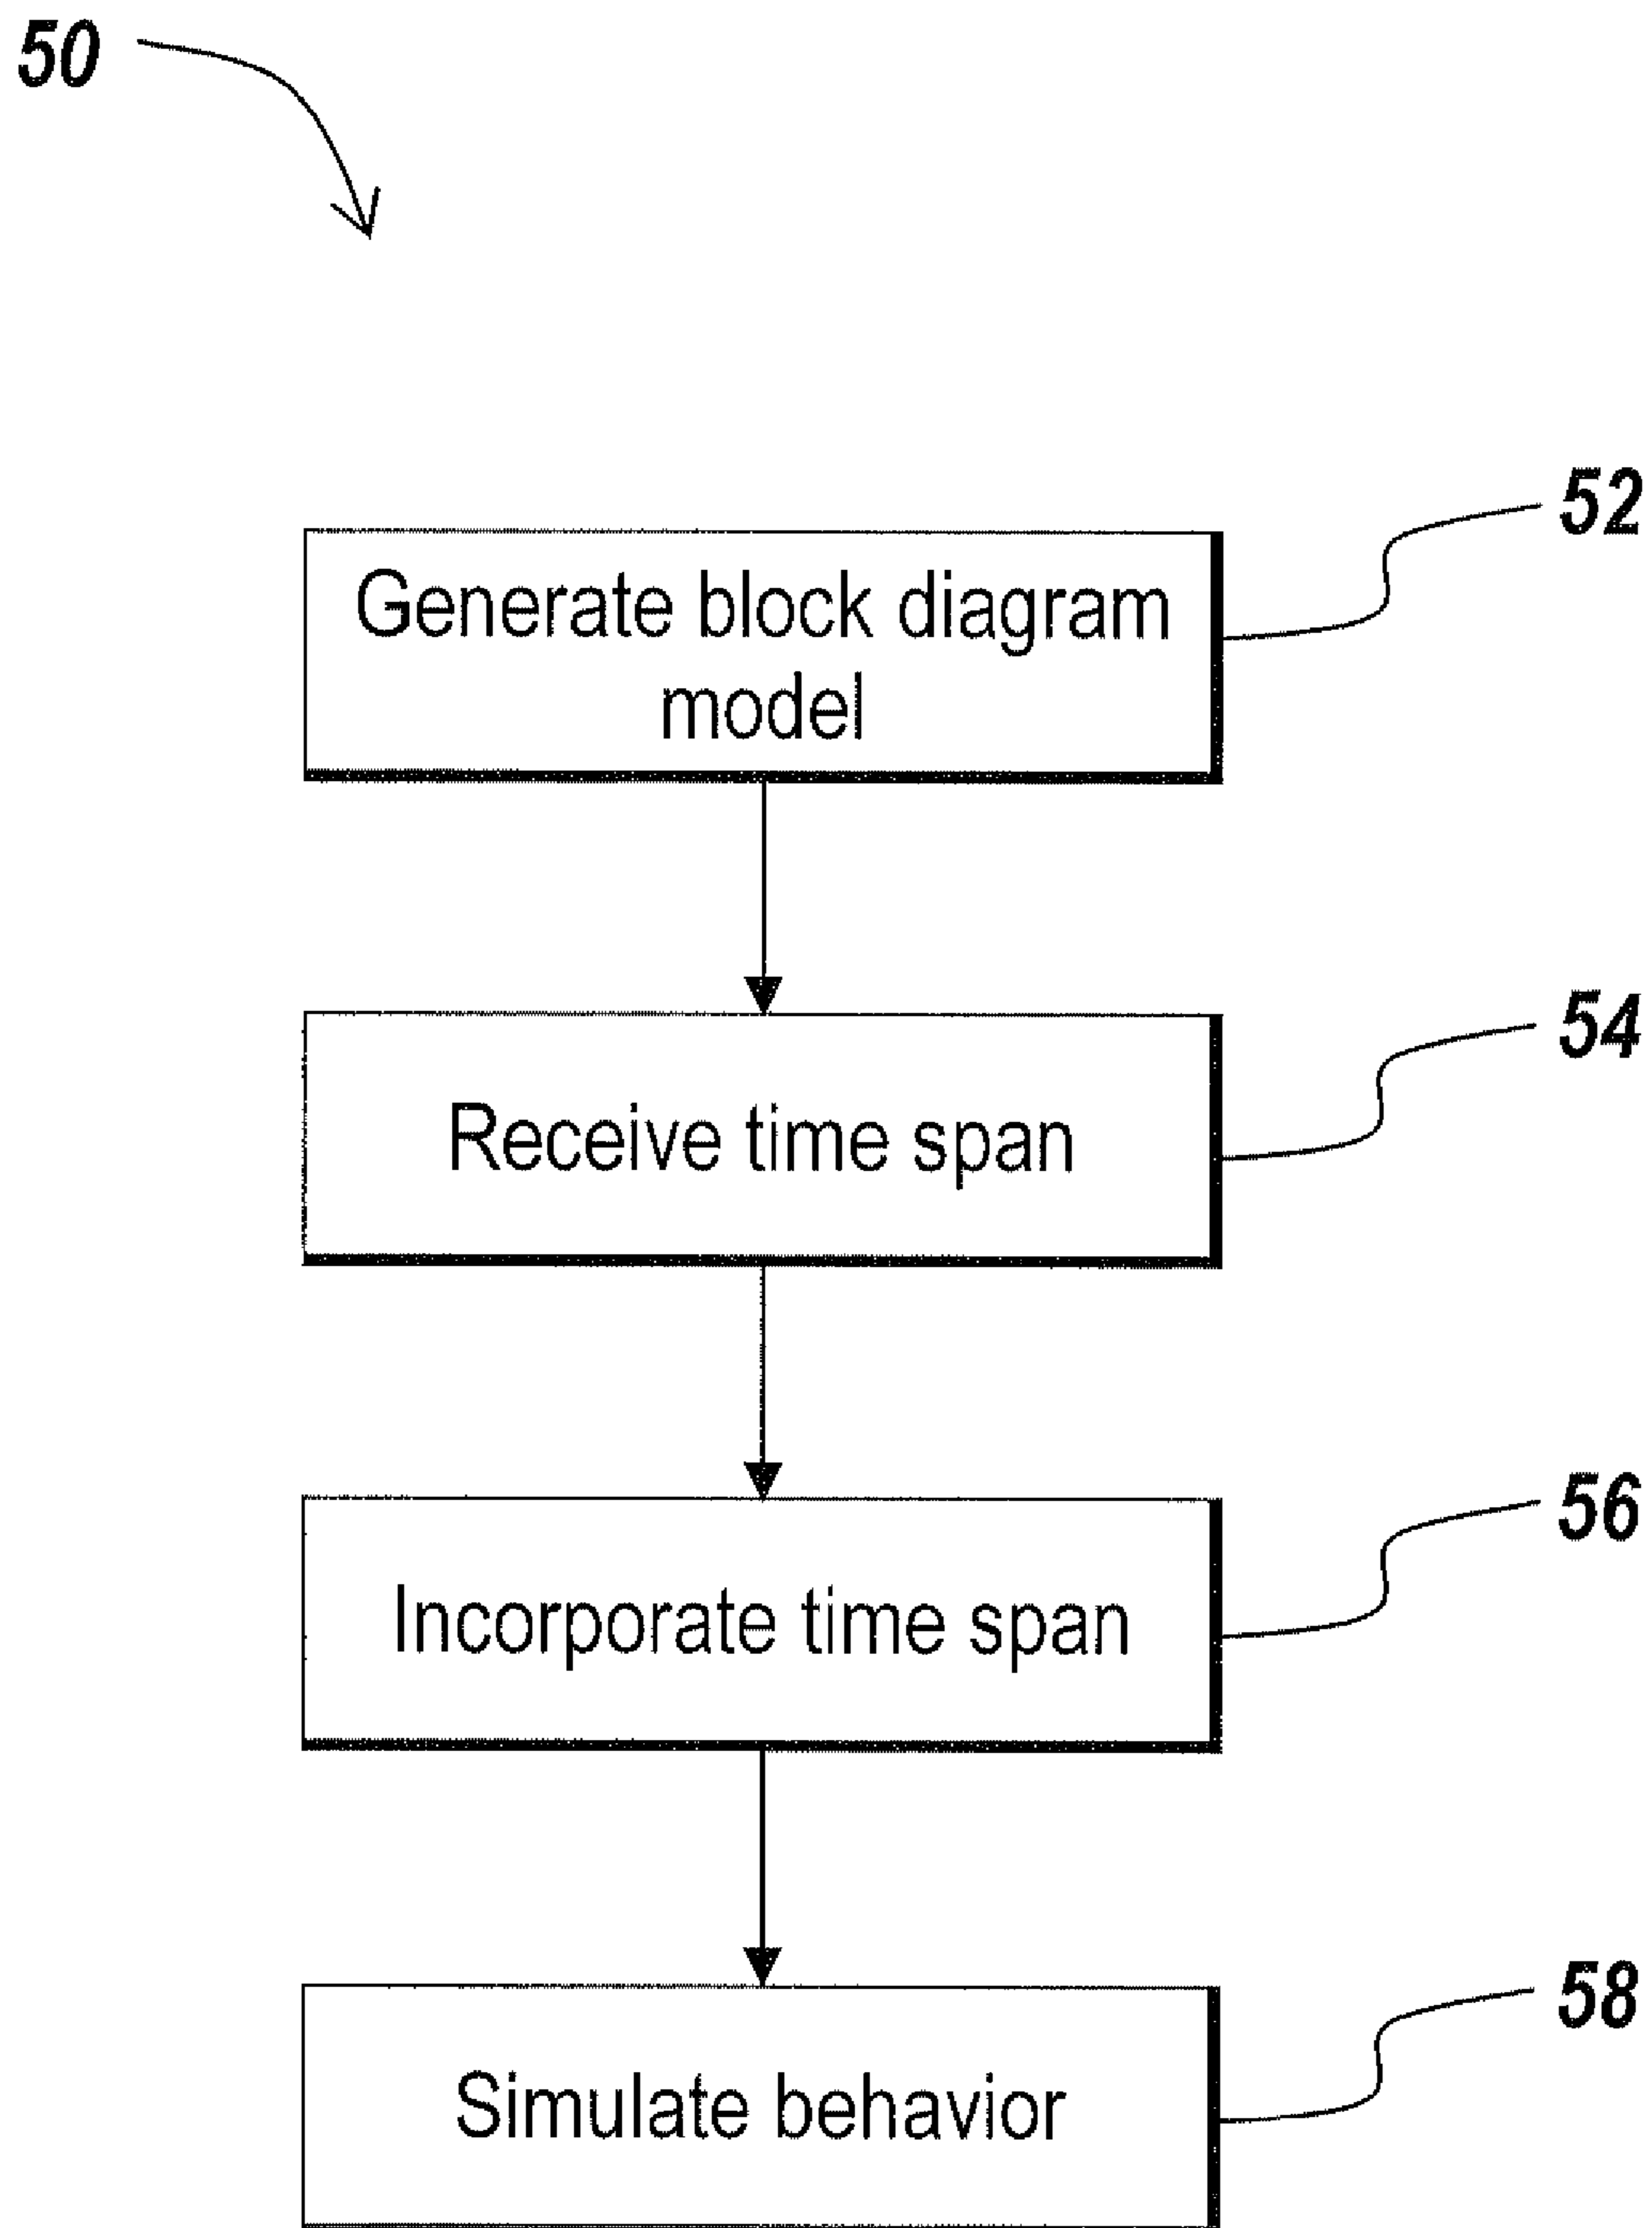 50
52
Generate block diagram
model
54
Receive time span
56
Incorporate time span
58
Simulate behavior